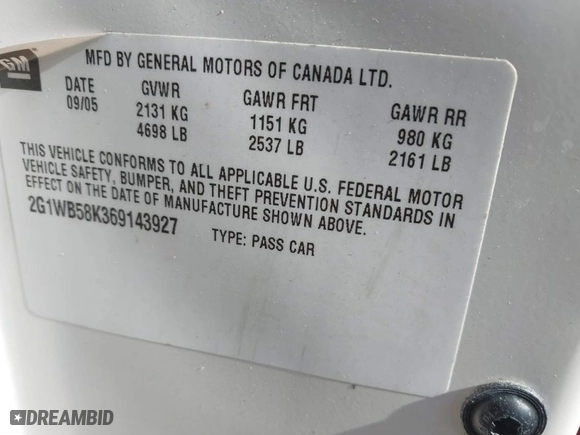 GM
MFD BY GENERAL MOTORS OF CANADA LTD.
DATE GVWR GAWR FRT GAWR RR
09/05 2131 KG 1151 KG 980 KG
4698 LB 2537 LB 2161 LB
THIS VEHICLE CONFORMS TO ALL APPLICABLE U.S. FEDERAL MOTOR
VEHICLE SAFETY, BUMPER, AND THEFT PREVENTION STANDARDS IN
EFFECT ON THE DATE OF MANUFACTURE SHOWN ABOVE.
2G1WB58K369143927 TYPE: PASS CAR
DREAMBID